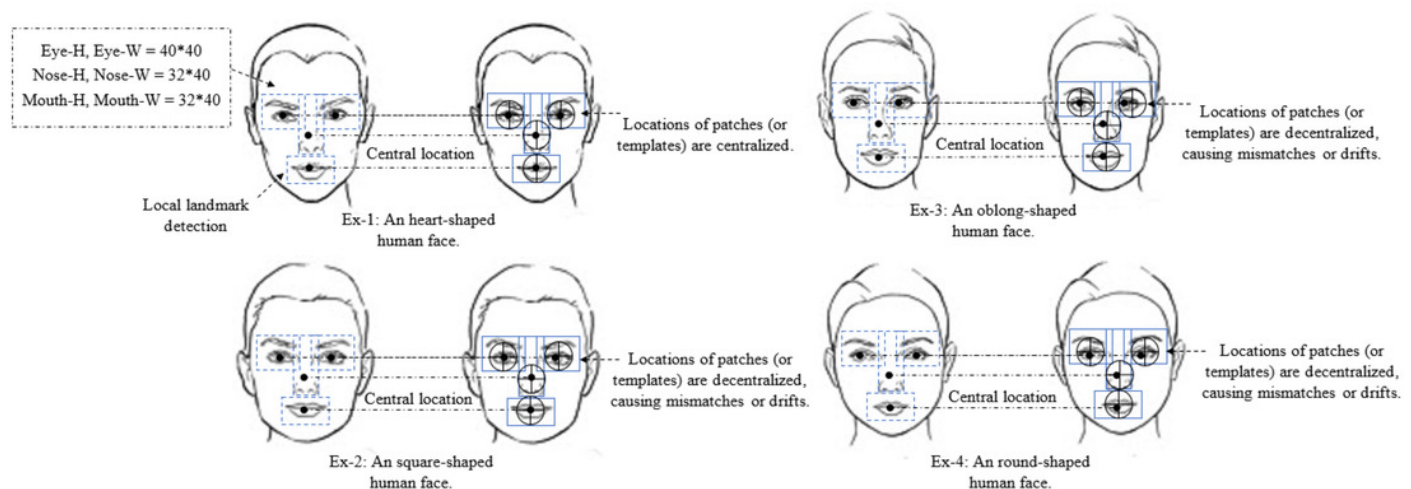 Eye-H, Eye-W = 40*40
Nose-H, Nose-W = 32*40
Mouth-H, Mouth-W = 32*40
Local landmark
detection
Central location
Locations of patches (or
templates) are centralized.
Ex-1: An heart-shaped
human face.
Central location
Locations of patches (or
templates) are decentralized,
causing mismatches or drifts.
Ex-3: An oblong-shaped
human face.
Central location
Locations of patches (or
templates) are decentralized,
causing mismatches or drifts.
Ex-2: An square-shaped
human face.
Central location
Locations of patches (or
templates) are decentralized,
causing mismatches or drifts.
Ex-4: An round-shaped
human face.